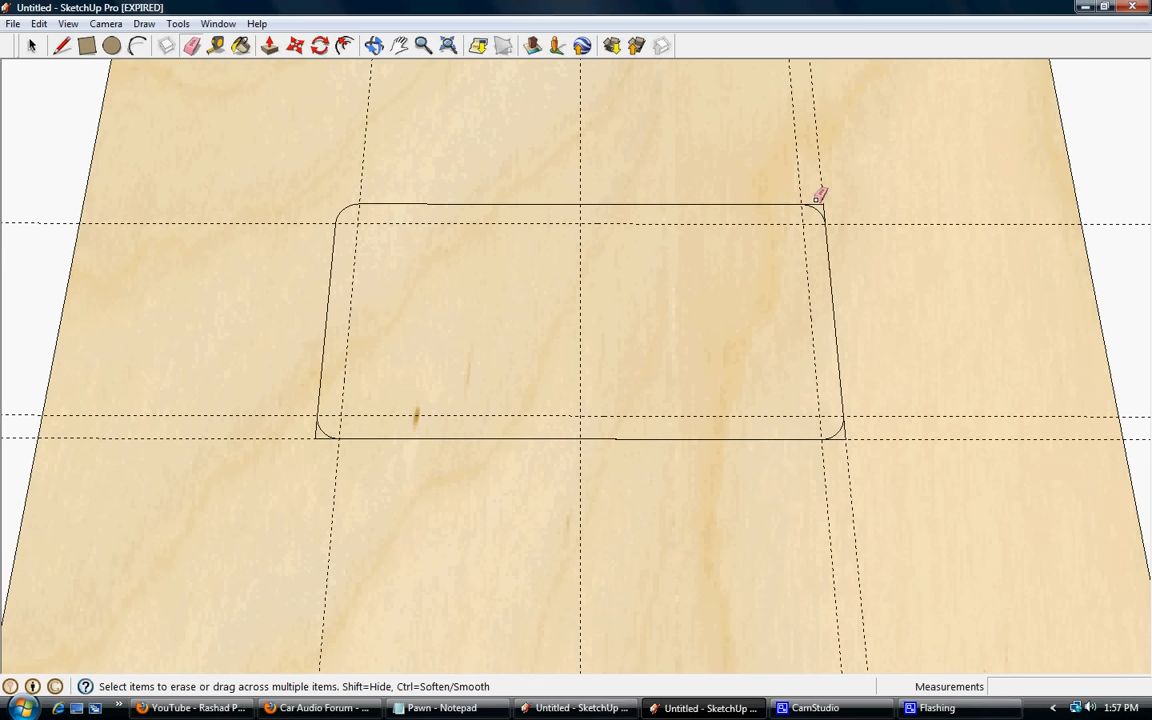 Untitled - SketchUp Pro [EXPIRED]
File Edit View Camera Draw Tools Window Help
Select items to erase or drag across multiple items. Shift=Hide, Ctrl=Soften/Smooth
Measurements
YouTube - Rashad P... Car Audio Forum - ... Pawn - Notepad Untitled - SketchUp ... Untitled - SketchUp ... CamStudio Flashing 1:57 PM